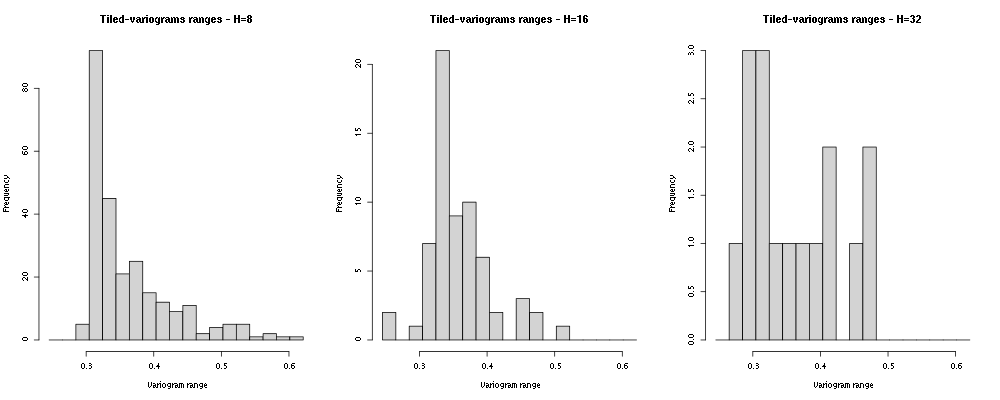 Tiled-variograms ranges - H=8
Frequency
80
60
40
20
0
0.3 0.4 0.5 0.6
Variogram range
Tiled-variograms ranges - H=16
Frequency
20
15
10
5
0
0.3 0.4 0.5 0.6
Variogram range
Tiled-variograms ranges - H=32
Frequency
3.0
2.5
2.0
1.5
1.0
0.5
0.0
0.3 0.4 0.5 0.6
Variogram range